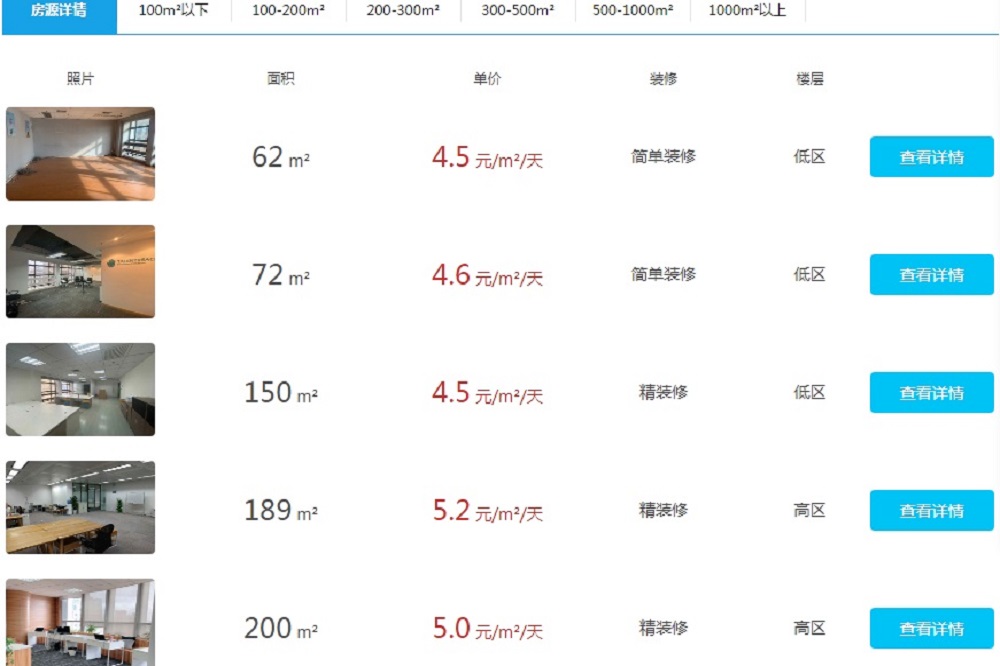 房源详情 100m²以下 100-200m² 200-300m² 300-500m² 500-1000m² 1000m²以上
照片 面积 单价 装修 楼层
62 m² 4.5 元/m²/天 简单装修 低区 查看详情
72 m² 4.6 元/m²/天 简单装修 低区 查看详情
150 m² 4.5 元/m²/天 精装修 低区 查看详情
189 m² 5.2 元/m²/天 精装修 高区 查看详情
200 m² 5.0 元/m²/天 精装修 高区 查看详情